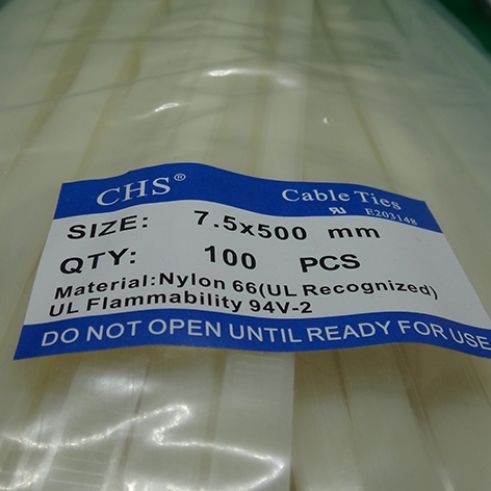 CHS® Cable Ties
E203148
SIZE: 7.5x500 mm
QTY: 100 PCS
Material:Nylon 66(UL Recognized)
UL Flammability 94V-2
DO NOT OPEN UNTIL READY FOR USE